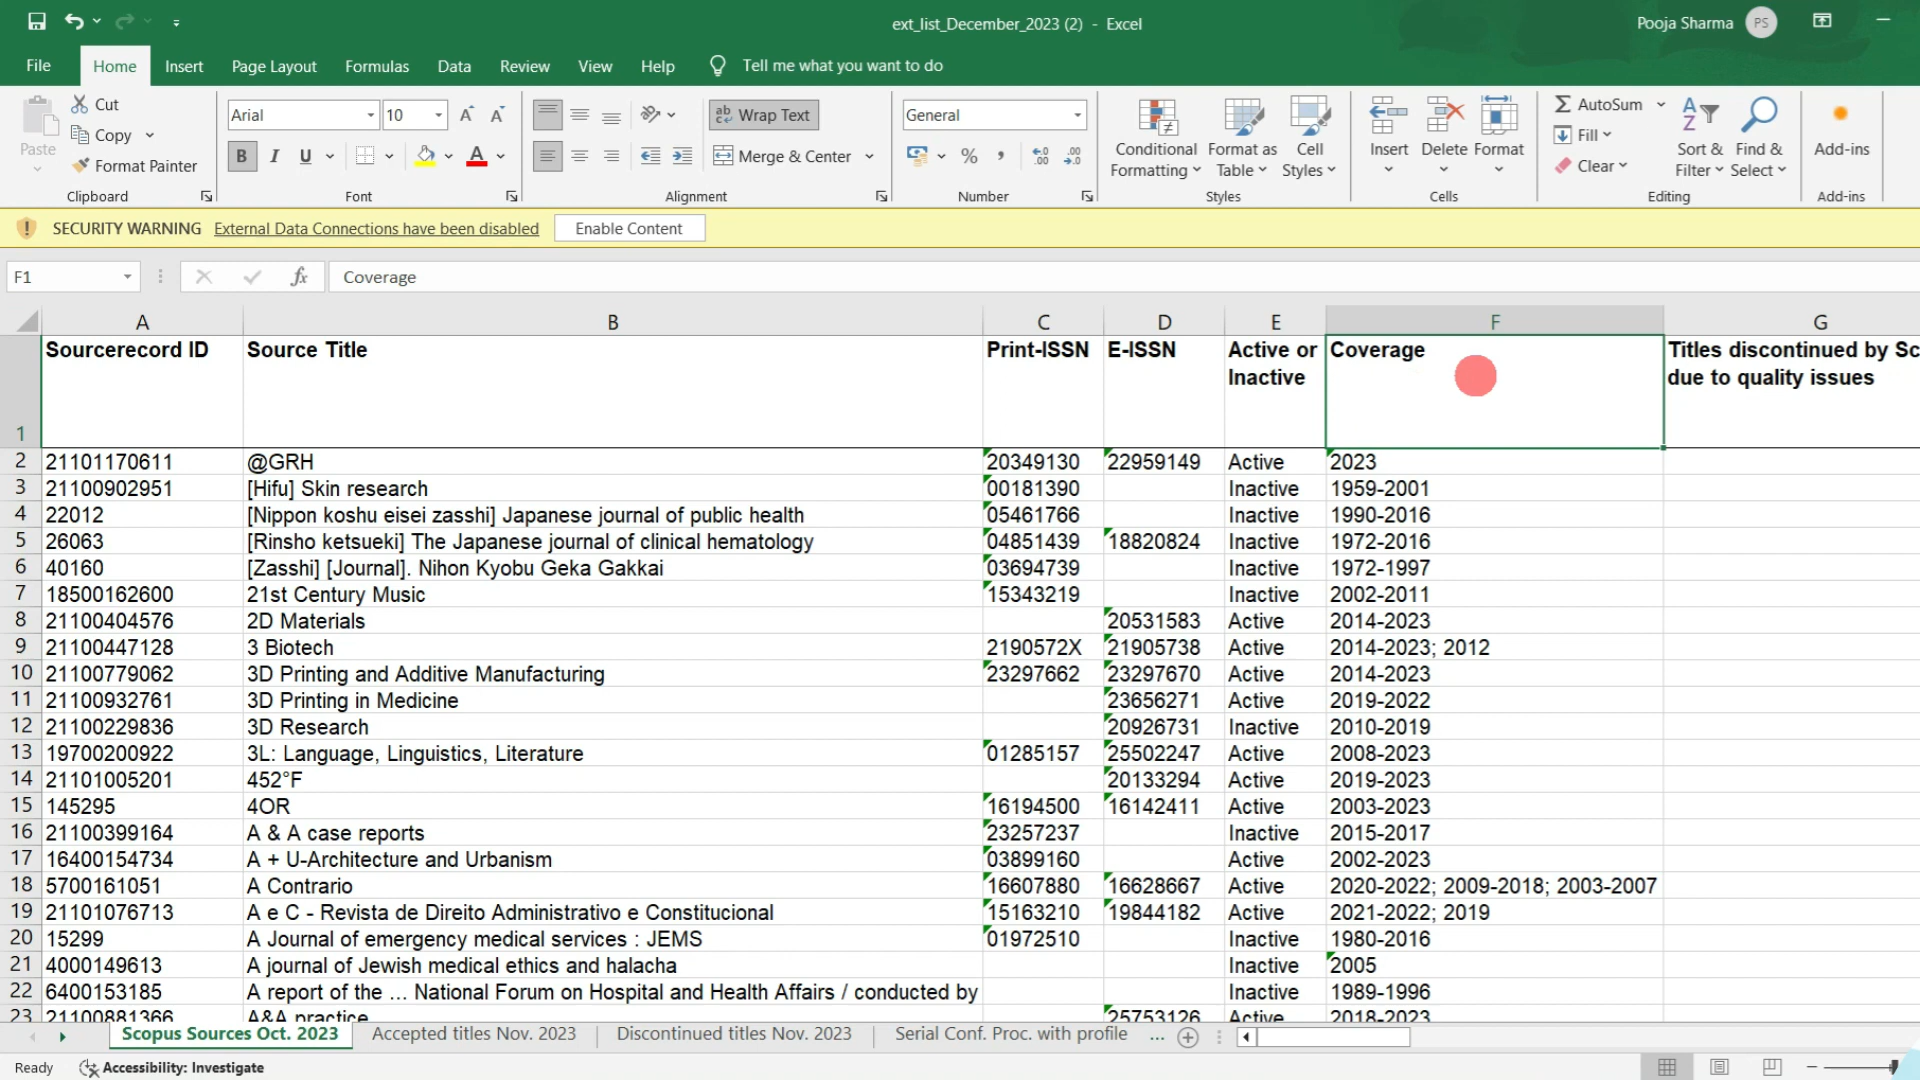 ext_list_December_2023 (2) - Excel
Pooja Sharma PS
File Home Insert Page Layout Formulas Data Review View Help Tell me what you want to do
Paste
Cut
Copy
Format Painter
Clipboard
Arial 10
B I U
Font
Wrap Text
Merge & Center
Alignment
General
Number
Conditional Formatting
Format as Table
Cell Styles
Styles
Insert Delete Format
Cells
AutoSum
Fill
Clear
Sort & Filter
Find & Select
Editing
Add-ins
Add-ins
SECURITY WARNING External Data Connections have been disabled Enable Content
F1 fx Coverage
A B C D E F G
1 Sourcerecord ID Source Title Print-ISSN E-ISSN Active or Inactive Coverage Titles discontinued by Sc due to quality issues
2 21101170611 @GRH 20349130 22959149 Active 2023
3 21100902951 [Hifu] Skin research 00181390 Inactive 1959-2001
4 22012 [Nippon koshu eisei zasshi] Japanese journal of public health 05461766 Inactive 1990-2016
5 26063 [Rinsho ketsueki] The Japanese journal of clinical hematology 04851439 18820824 Inactive 1972-2016
6 40160 [Zasshi] [Journal]. Nihon Kyobu Geka Gakkai 03694739 Inactive 1972-1997
7 18500162600 21st Century Music 15343219 Inactive 2002-2011
8 21100404576 2D Materials 20531583 Active 2014-2023
9 21100447128 3 Biotech 2190572X 21905738 Active 2014-2023; 2012
10 21100779062 3D Printing and Additive Manufacturing 23297662 23297670 Active 2014-2023
11 21100932761 3D Printing in Medicine 23656271 Active 2019-2022
12 21100229836 3D Research 20926731 Inactive 2010-2019
13 19700200922 3L: Language, Linguistics, Literature 01285157 25502247 Active 2008-2023
14 21101005201 452°F 20133294 Active 2019-2023
15 145295 4OR 16194500 16142411 Active 2003-2023
16 21100399164 A & A case reports 23257237 Inactive 2015-2017
17 16400154734 A + U-Architecture and Urbanism 03899160 Active 2002-2023
18 5700161051 A Contrario 16607880 16628667 Active 2020-2022; 2009-2018; 2003-2007
19 21101076713 A e C - Revista de Direito Administrativo e Constitucional 15163210 19844182 Active 2021-2022; 2019
20 15299 A Journal of emergency medical services : JEMS 01972510 Inactive 1980-2016
21 4000149613 A journal of Jewish medical ethics and halacha Inactive 2005
22 6400153185 A report of the ... National Forum on Hospital and Health Affairs / conducted by Inactive 1989-1996
23 21100881366 A&A practice 25753126 Active 2018-2023
Scopus Sources Oct. 2023 Accepted titles Nov. 2023 Discontinued titles Nov. 2023 Serial Conf. Proc. with profile ...
Ready Accessibility: Investigate